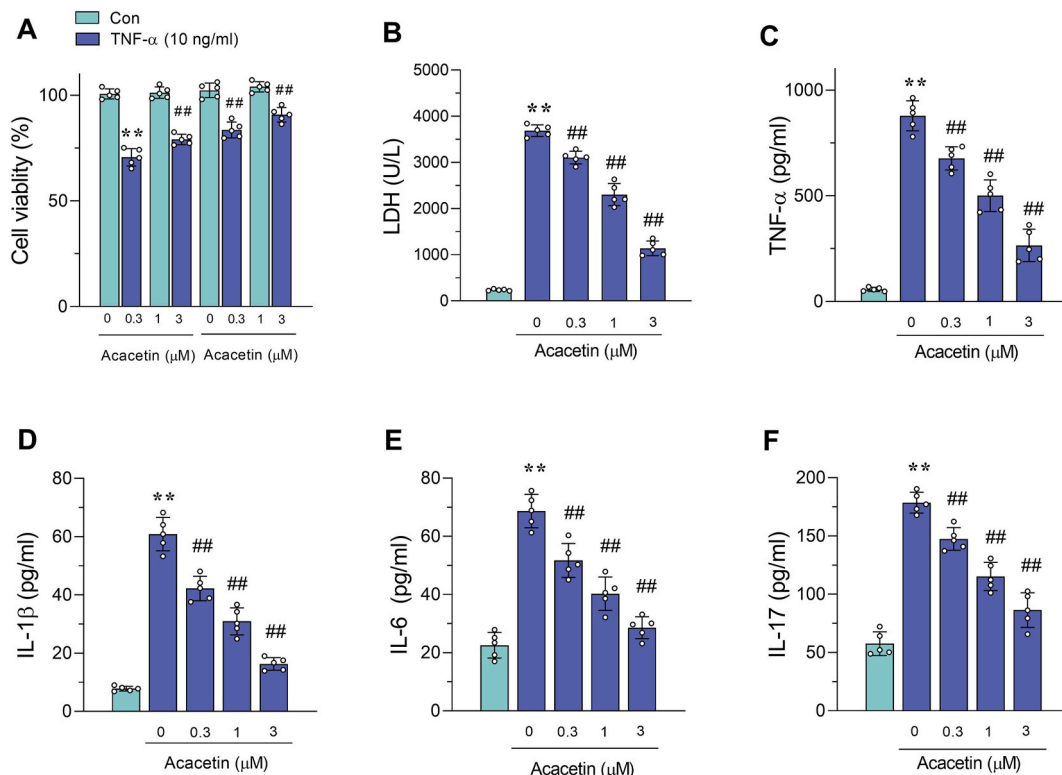 A
Con
TNF-α (10 ng/ml)
Cell viablity (%)
100
50
0
** ## ## ##
0 0.3 1 3 0 0.3 1 3
Acacetin (μM) Acacetin (μM)
B
LDH (U/L)
5000
4000
3000
2000
1000
0
** ## ## ##
0 0.3 1 3
Acacetin (μM)
C
TNF-α (pg/ml)
1000
500
0
** ## ## ##
0 0.3 1 3
Acacetin (μM)
D
IL-1β (pg/ml)
80
60
40
20
0
** ## ## ##
0 0.3 1 3
Acacetin (μM)
E
IL-6 (pg/ml)
80
60
40
20
0
** ## ## ##
0 0.3 1 3
Acacetin (μM)
F
IL-17 (pg/ml)
200
150
100
50
0
** ## ## ##
0 0.3 1 3
Acacetin (μM)